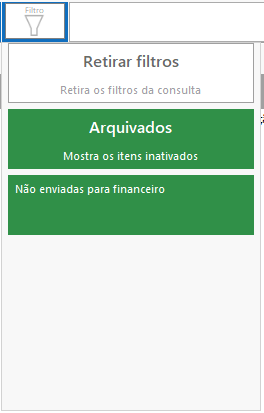 Filtro
Retirar filtros
Retira os filtros da consulta
Arquivados
Mostra os itens inativados
Não enviadas para financeiro